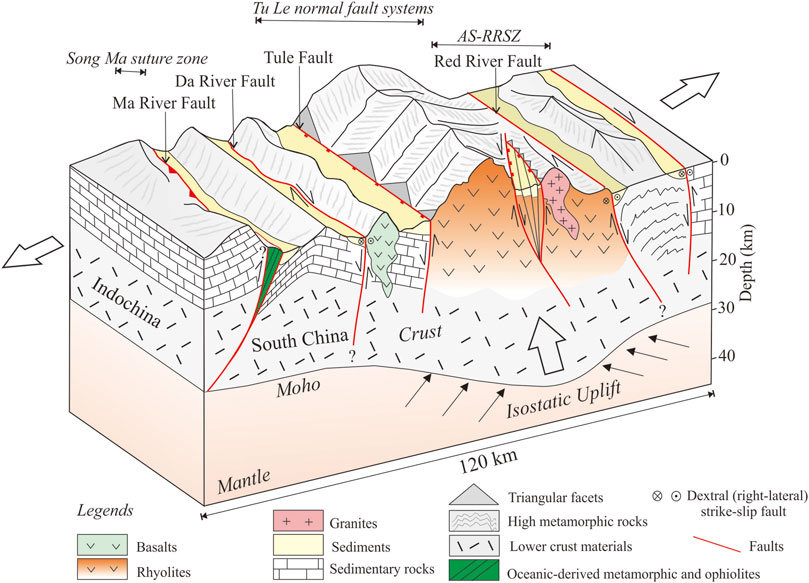 Tu Le normal fault systems
AS-RRSZ
Song Ma suture zone
Tule Fault
Red River Fault
Da River Fault
Ma River Fault
0
10
20
30
40
Depth (km)
?
Indochina
South China
Crust
?
?
Moho
Isostatic Uplift
Mantle
120 km
Legends
Basalts
Rhyolites
Granites
Sediments
Sedimentary rocks
Triangular facets
High metamorphic rocks
Lower crust materials
Oceanic-derived metamorphic and ophiolites
Dextral (right-lateral)
strike-slip fault
Faults